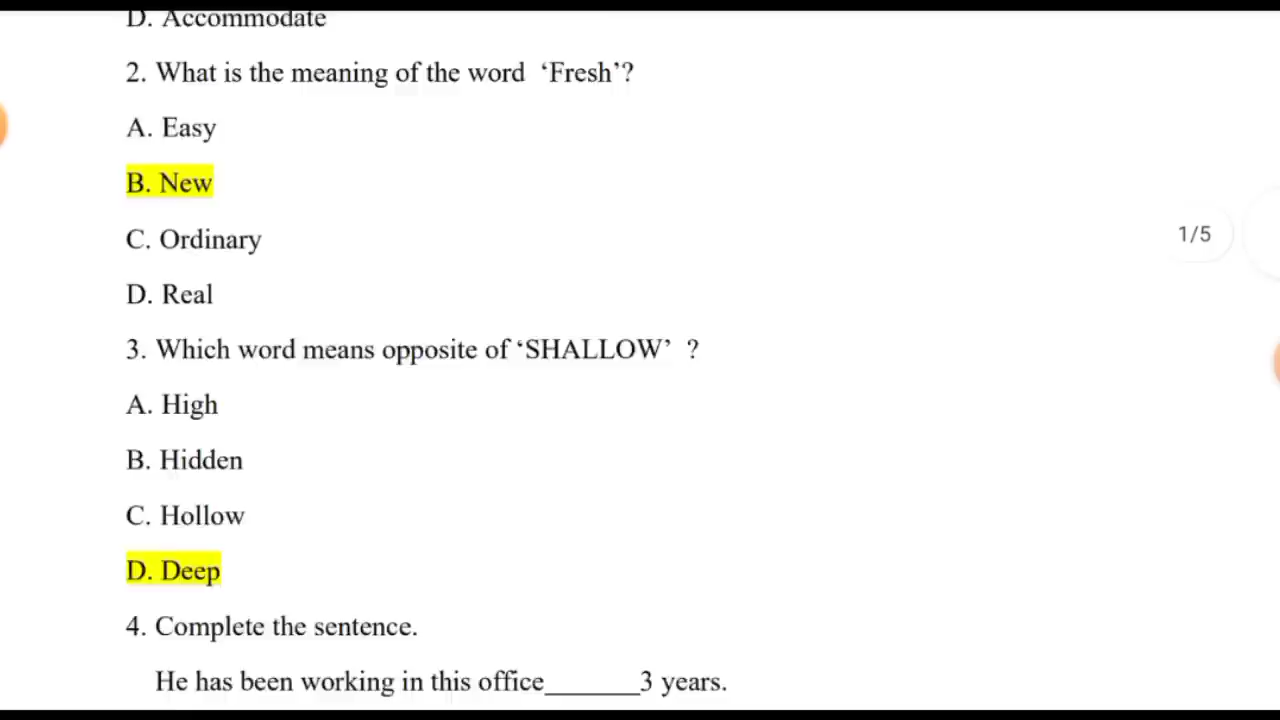 D. Accommodate
2. What is the meaning of the word ‘Fresh’?
A. Easy
B. New
C. Ordinary
1/5
D. Real
3. Which word means opposite of ‘SHALLOW’ ?
A. High
B. Hidden
C. Hollow
D. Deep
4. Complete the sentence.
He has been working in this office_______3 years.